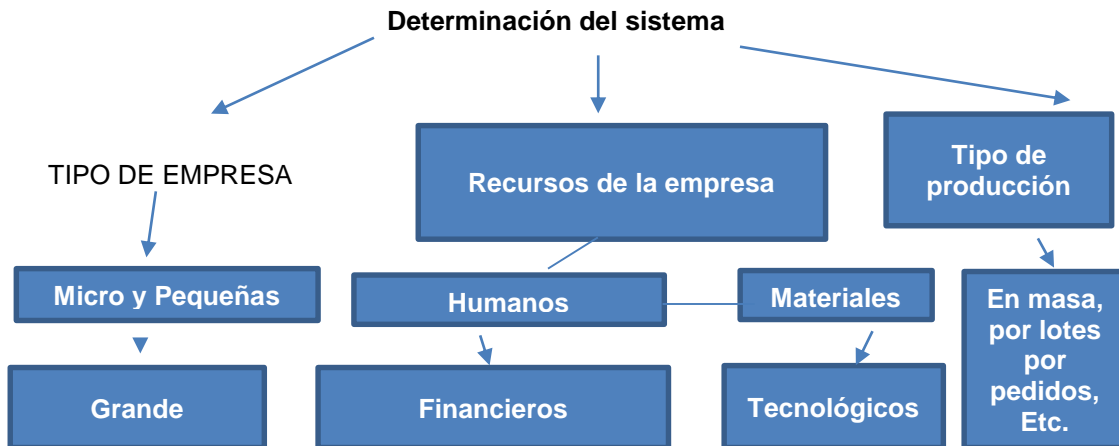 Determinación del sistema
TIPO DE EMPRESA
Recursos de la empresa
Tipo de
producción
Micro y Pequeñas
Humanos
Materiales
En masa,
por lotes
por
pedidos,
Etc.
Grande
Financieros
Tecnológicos